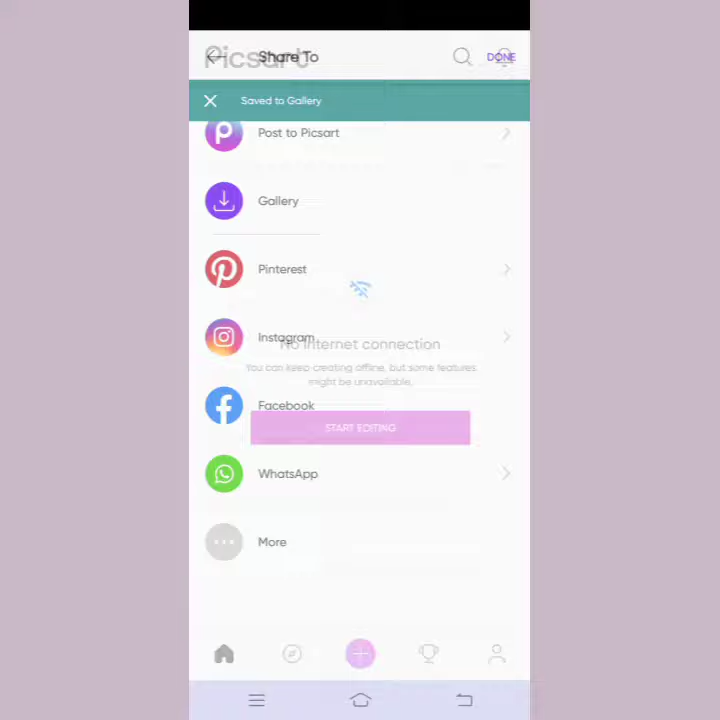 Picsart
Share To
DONE
Saved to Gallery
Post to Picsart
Gallery
Pinterest
Instagram
No internet connection
You can keep creating offline, but some features
might be unavailable.
Facebook
START EDITING
WhatsApp
More